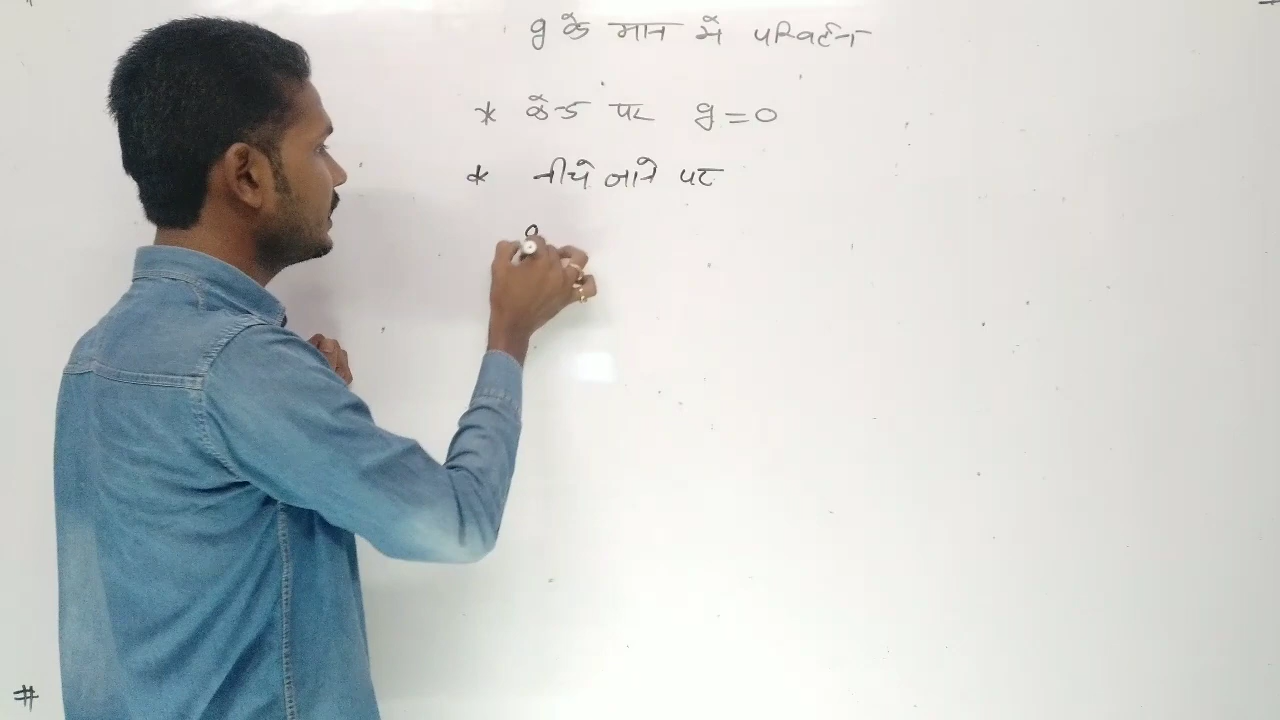 g के मान में परिवर्तन
* केन्द्र पर g = 0
* नीचे जाने पर
g
#